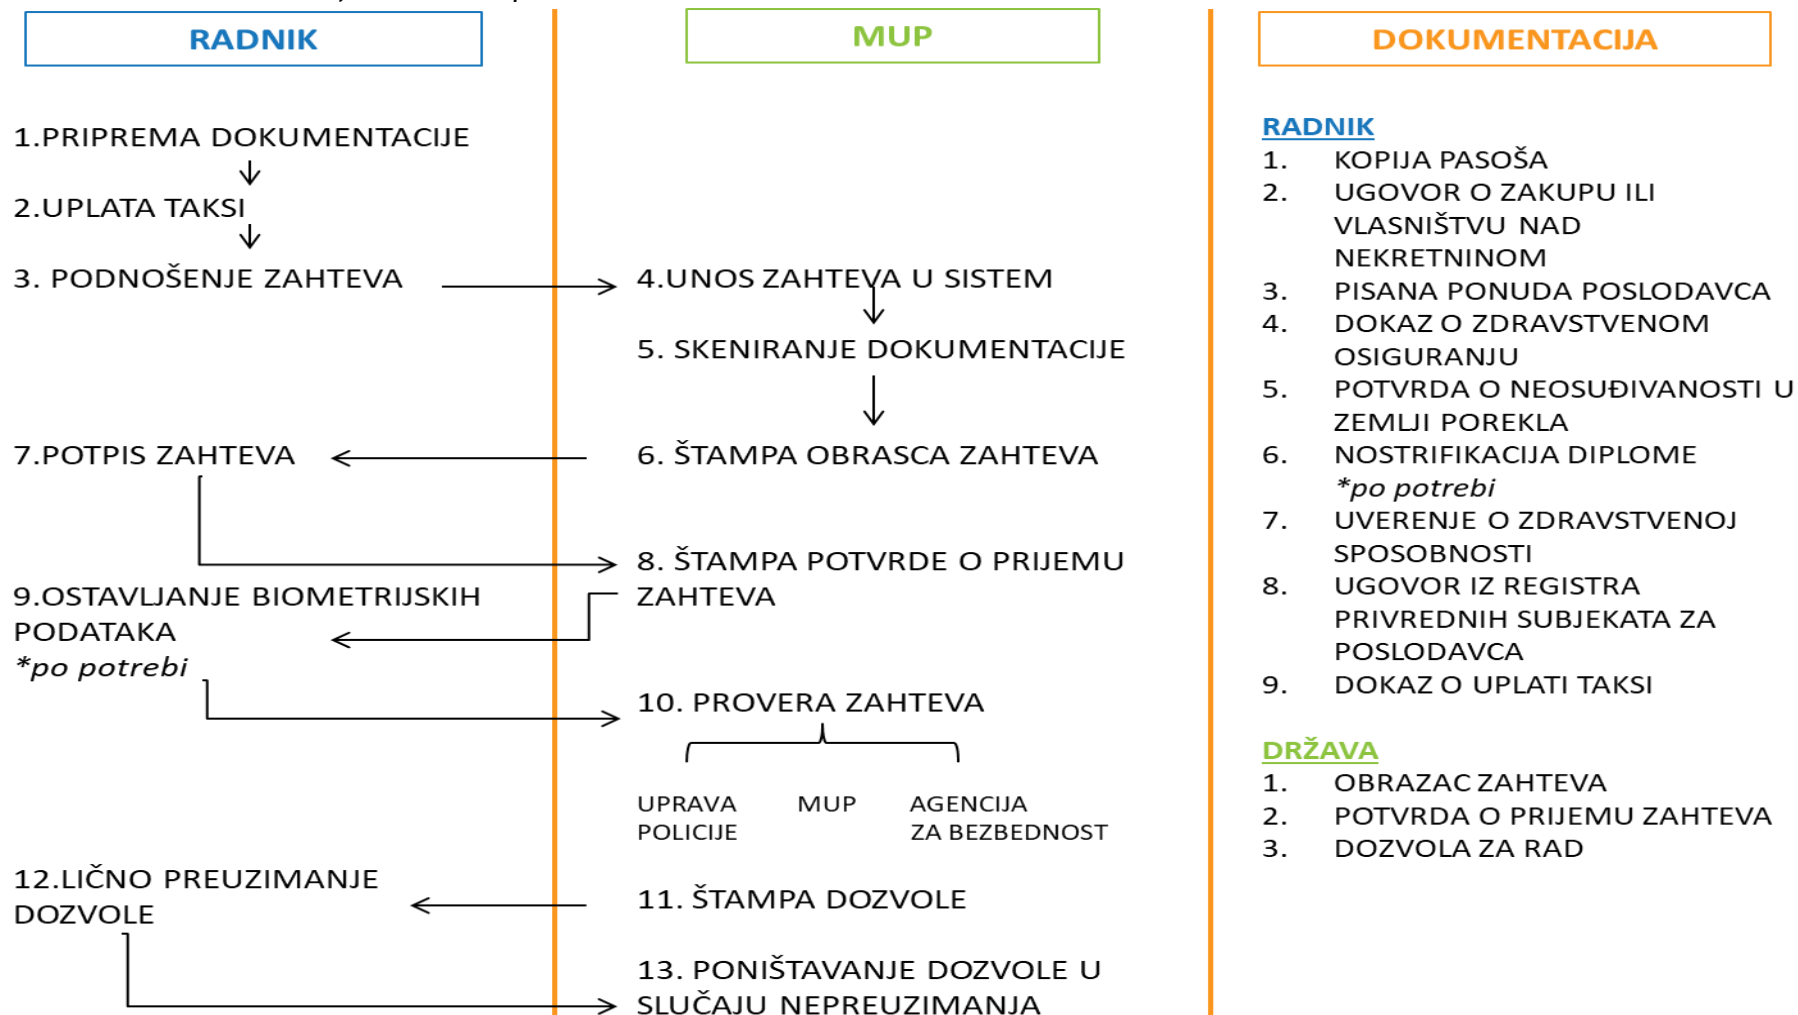 RADNIK
1.PRIPREMA DOKUMENTACIJE
2.UPLATA TAKSI
3. PODNOŠENJE ZAHTEVA
7.POTPIS ZAHTEVA
9.OSTAVLJANJE BIOMETRIJSKIH
PODATAKA
*po potrebi
12.LIČNO PREUZIMANJE
DOZVOLE
MUP
4.UNOS ZAHTEVA U SISTEM
5. SKENIRANJE DOKUMENTACIJE
6. ŠTAMPA OBRASCA ZAHTEVA
8. ŠTAMPA POTVRDE O PRIJEMU
ZAHTEVA
10. PROVERA ZAHTEVA
UPRAVA
POLICIJE
MUP
AGENCIJA
ZA BEZBEDNOST
11. ŠTAMPA DOZVOLE
13. PONIŠTAVANJE DOZVOLE U
SLUČAJU NEPREUZIMANJA
DOKUMENTACIJA
RADNIK
1. KOPIJA PASOŠA
2. UGOVOR O ZAKUPU ILI
VLASNIŠTVU NAD
NEKRETNINOM
3. PISANA PONUDA POSLODAVCA
4. DOKAZ O ZDRAVSTVENOM
OSIGURANJU
5. POTVRDA O NEOSUĐIVANOSTI U
ZEMLJI POREKLA
6. NOSTRIFIKACIJA DIPLOME
*po potrebi
7. UVERENJE O ZDRAVSTVENOJ
SPOSOBNOSTI
8. UGOVOR IZ REGISTRA
PRIVREDNIH SUBJEKATA ZA
POSLODAVCA
9. DOKAZ O UPLATI TAKSI
DRŽAVA
1. OBRAZAC ZAHTEVA
2. POTVRDA O PRIJEMU ZAHTEVA
3. DOZVOLA ZA RAD